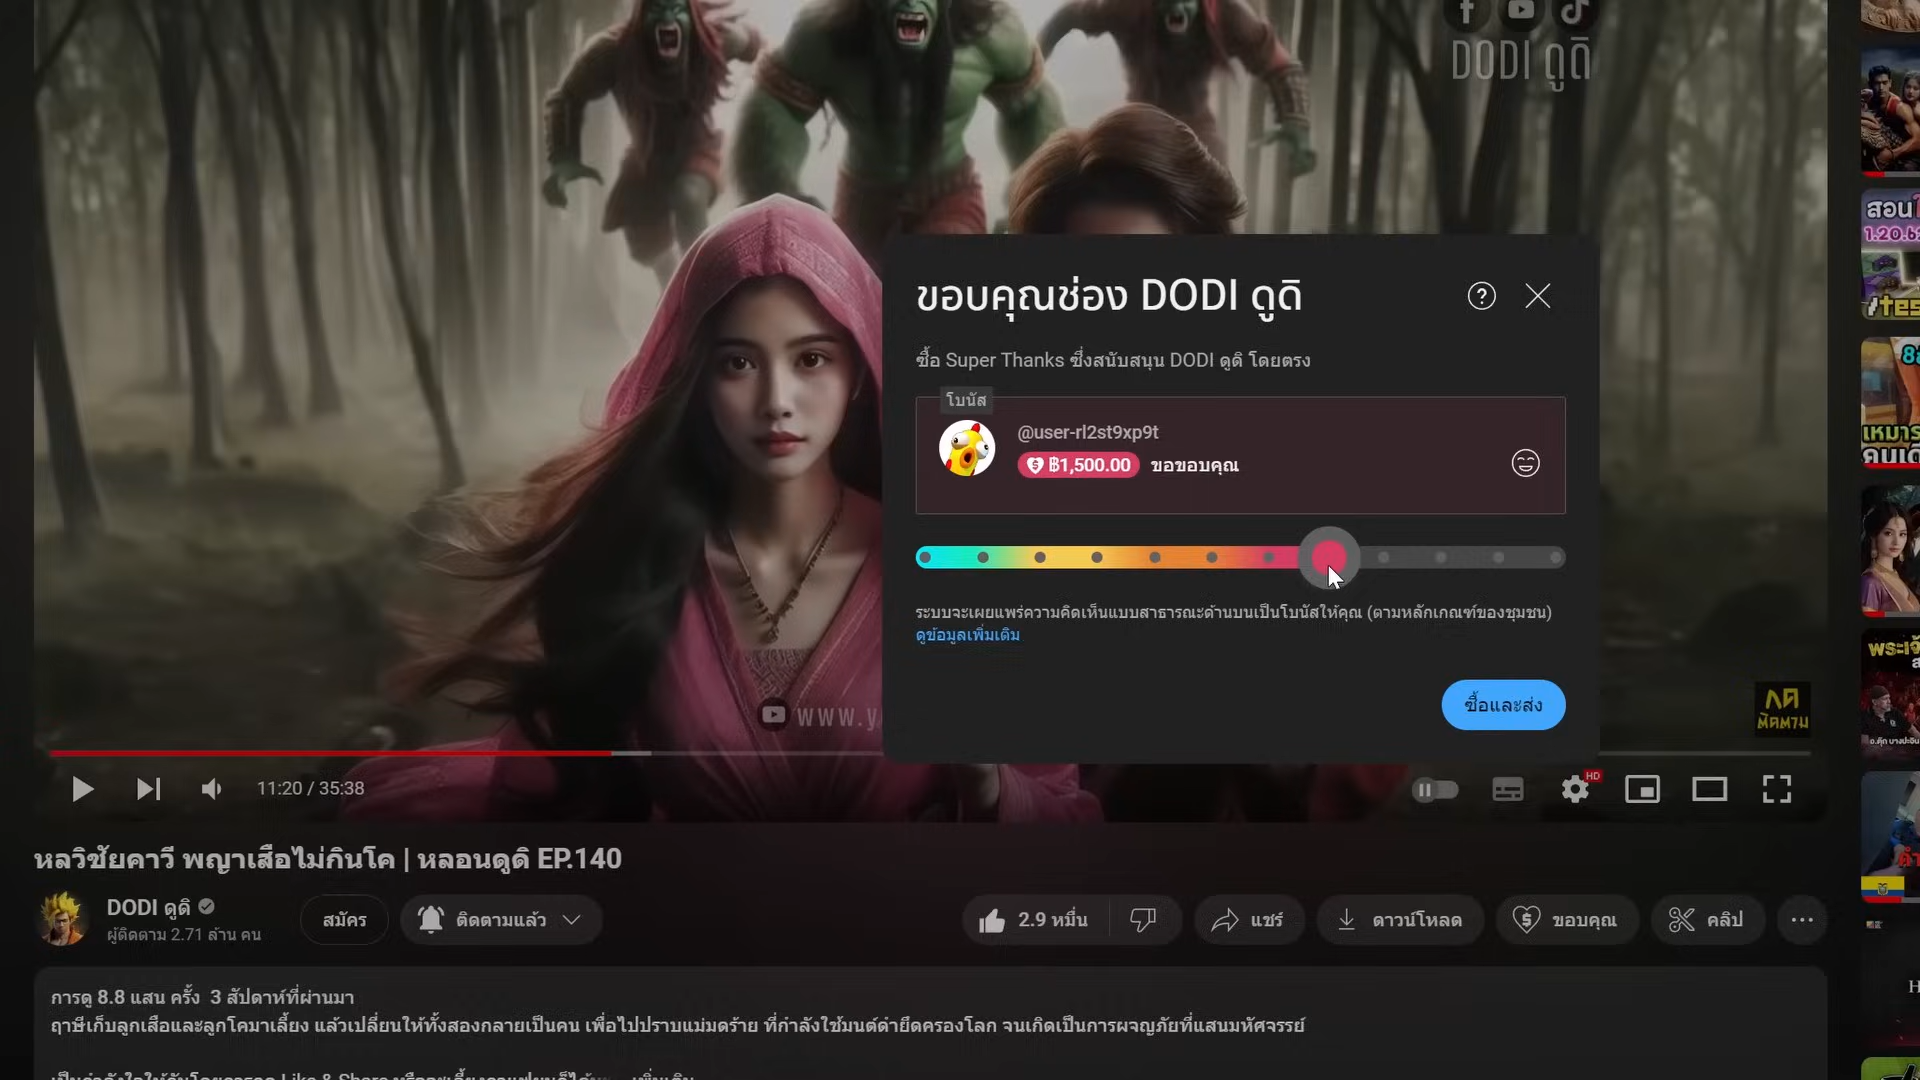 DODI ดูดิ
ขอบคุณช่อง DODI ดูดิ
ซื้อ Super Thanks ซึ่งสนับสนุน DODI ดูดิ โดยตรง
โบนัส
@user-rl2st9xp9t
฿1,500.00 ขอขอบคุณ
ระบบจะเผยแพร่ความคิดเห็นแบบสาธารณะด้านบนเป็นโบนัสให้คุณ (ตามหลักเกณฑ์ของชุมชน)
ดูข้อมูลเพิ่มเติม
ซื้อและส่ง
กด
ติดตาม
11:20 / 35:38
HD
หลวิชัยคาวี พญาเสือไม่กินโค | หลอนดูดิ EP.140
DODI ดูดิ
ผู้ติดตาม 2.71 ล้าน คน
สมัคร
ติดตามแล้ว
2.9 หมื่น
แชร์
ดาวน์โหลด
ขอบคุณ
คลิป
การดู 8.8 แสน ครั้ง 3 สัปดาห์ที่ผ่านมา
ฤาษีเก็บลูกเสือและลูกโคมาเลี้ยง แล้วเปลี่ยนให้ทั้งสองกลายเป็นคน เพื่อไปปราบแม่มดร้าย ที่กำลังใช้มนต์ดำยึดครองโลก จนเกิดเป็นการผจญภัยที่แสนมหัศจรรย์